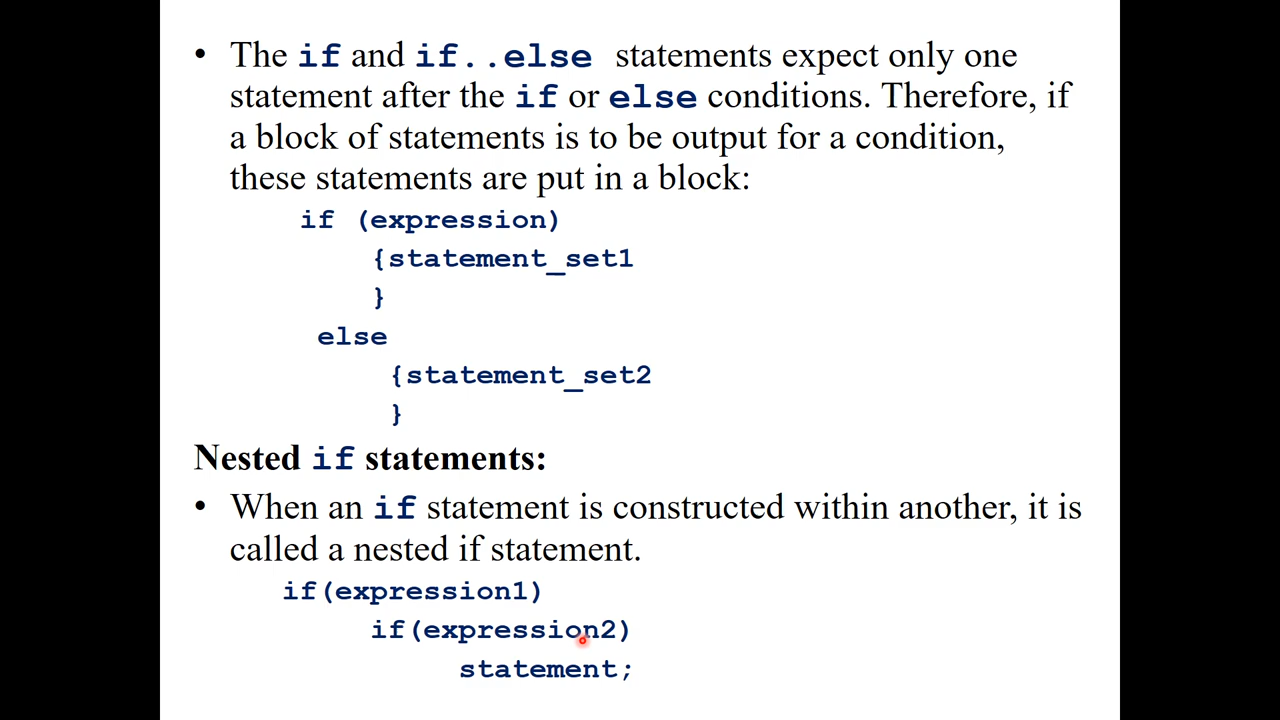 • The if and if..else statements expect only one
statement after the if or else conditions. Therefore, if
a block of statements is to be output for a condition,
these statements are put in a block:
if (expression)
{statement_set1
}
else
{statement_set2
}
Nested if statements:
• When an if statement is constructed within another, it is
called a nested if statement.
if(expression1)
if(expression2)
statement;